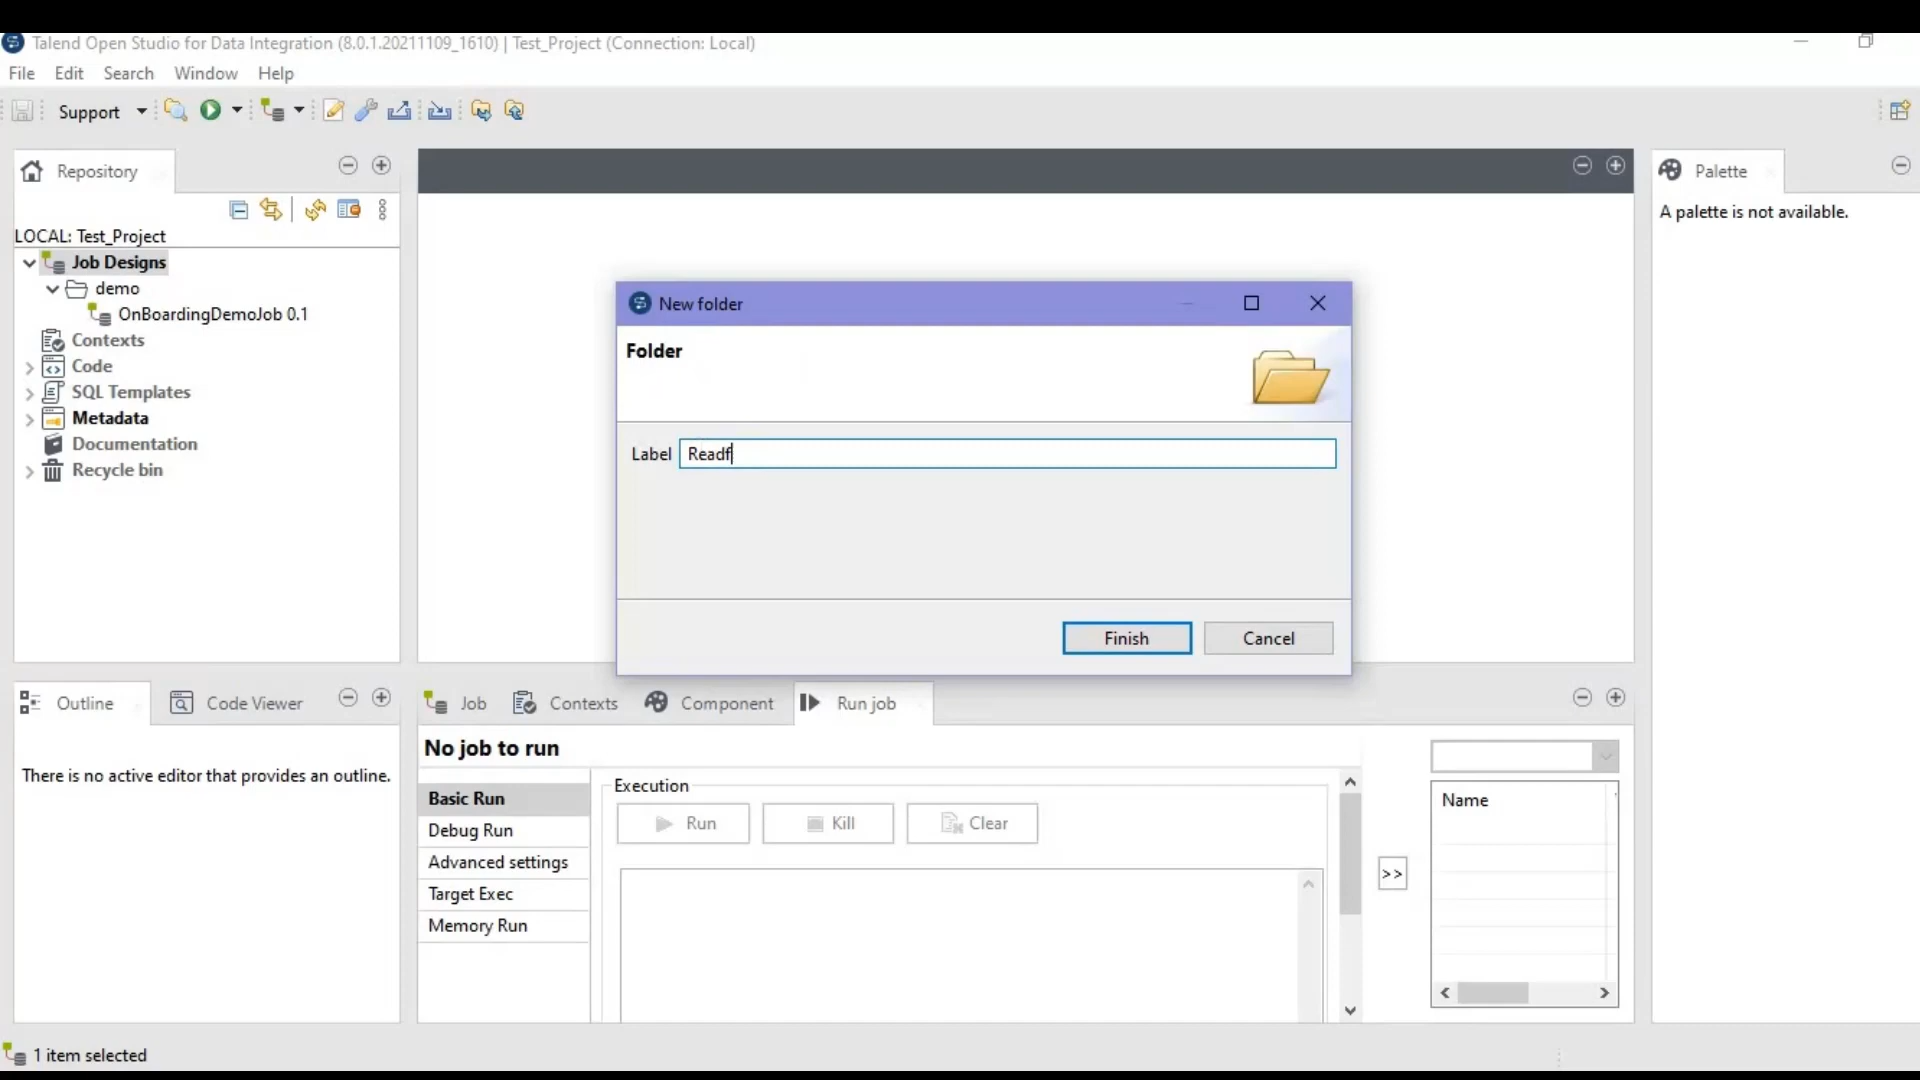 Talend Open Studio for Data Integration (8.0.1.20211109_1610) | Test_Project (Connection: Local)
File Edit Search Window Help
Support
Repository
LOCAL: Test_Project
Job Designs
demo
OnBoardingDemoJob 0.1
Contexts
Code
SQL Templates
Metadata
Documentation
Recycle bin
Palette
A palette is not available.
New folder
Folder
Label Readf
Finish Cancel
Outline Code Viewer
There is no active editor that provides an outline.
Job Contexts Component Run job
No job to run
Basic Run
Debug Run
Advanced settings
Target Exec
Memory Run
Execution
Run Kill Clear
>>
Name
1 item selected